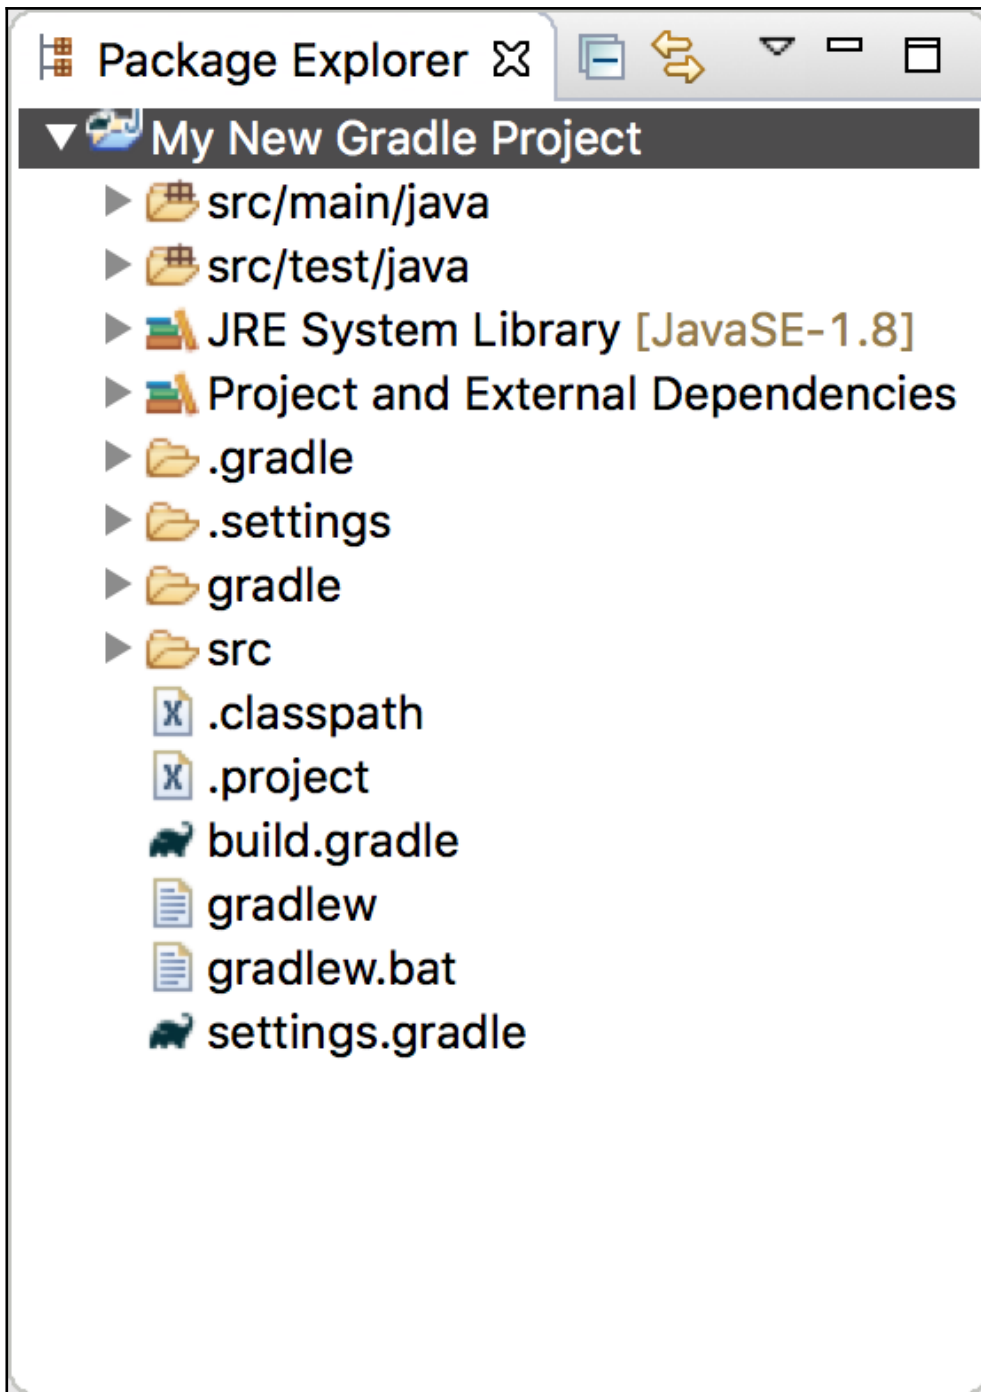 Package Explorer
My New Gradle Project
src/main/java
src/test/java
JRE System Library [JavaSE-1.8]
Project and External Dependencies
.gradle
.settings
gradle
src
.classpath
.project
build.gradle
gradlew
gradlew.bat
settings.gradle